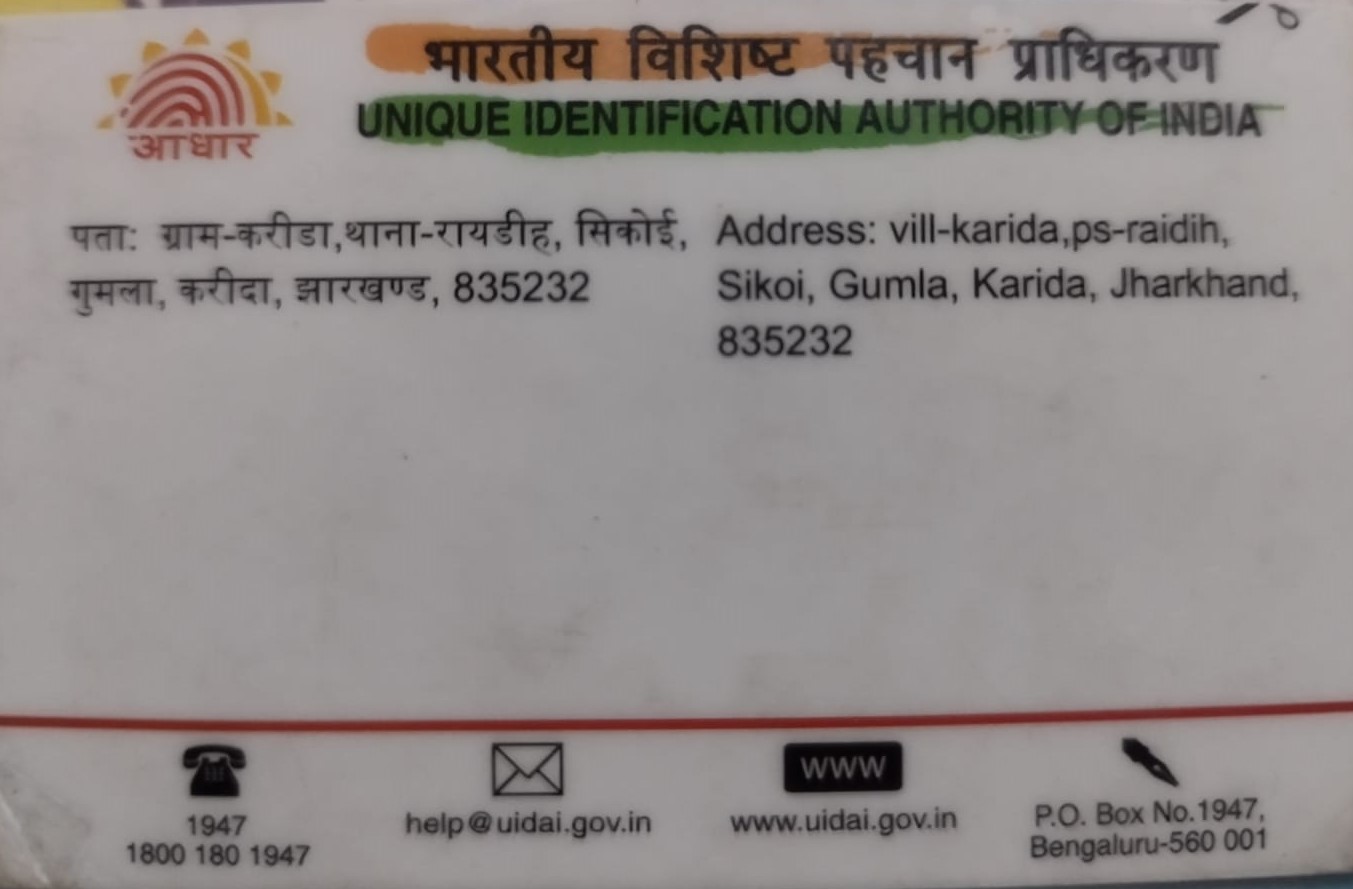 भारतीय विशिष्ट पहचान प्राधिकरण
UNIQUE IDENTIFICATION AUTHORITY OF INDIA
आधार
पता: ग्राम-करीडा,थाना-रायडीह, सिकोई,
गुमला, करीदा, झारखण्ड, 835232
Address: vill-karida,ps-raidih,
Sikoi, Gumla, Karida, Jharkhand,
835232
1947
1800 180 1947
help@uidai.gov.in
www
www.uidai.gov.in
P.O. Box No.1947,
Bengaluru-560 001